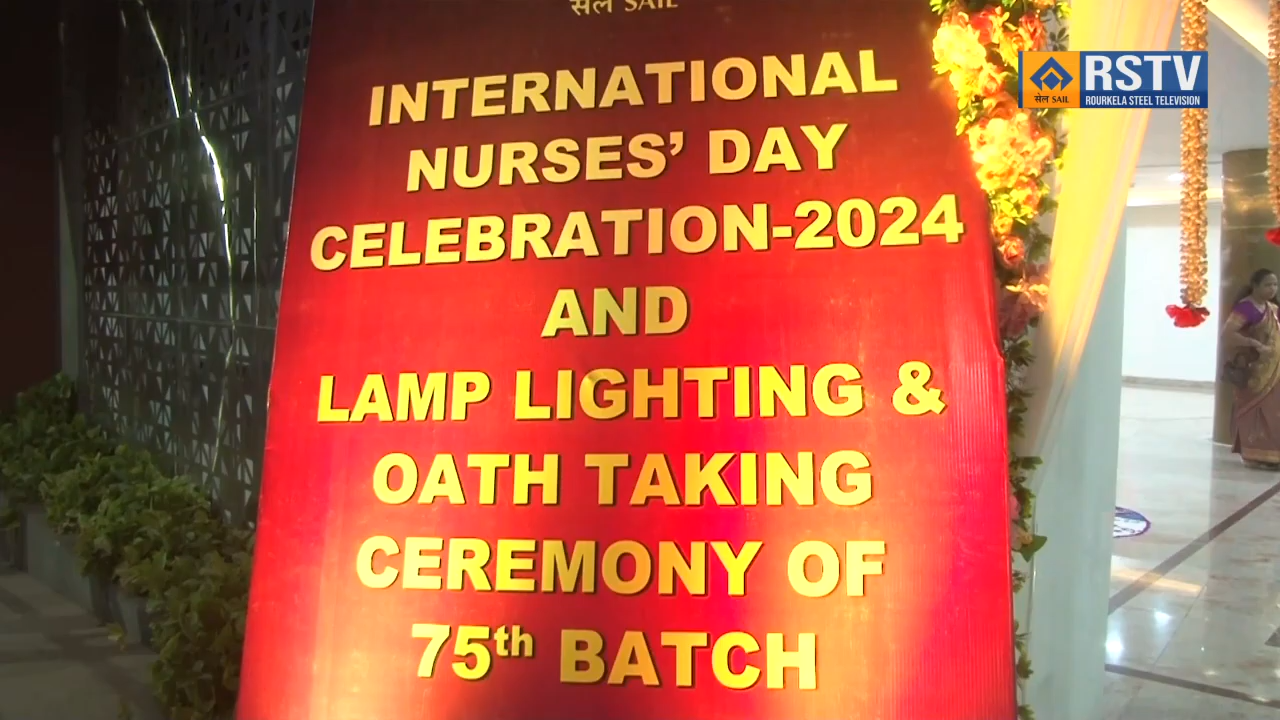 सेल SAIL
INTERNATIONAL
NURSES’ DAY
CELEBRATION-2024
AND
LAMP LIGHTING &
OATH TAKING
CEREMONY OF
75th BATCH
सेल SAIL
RSTV
ROURKELA STEEL TELEVISION